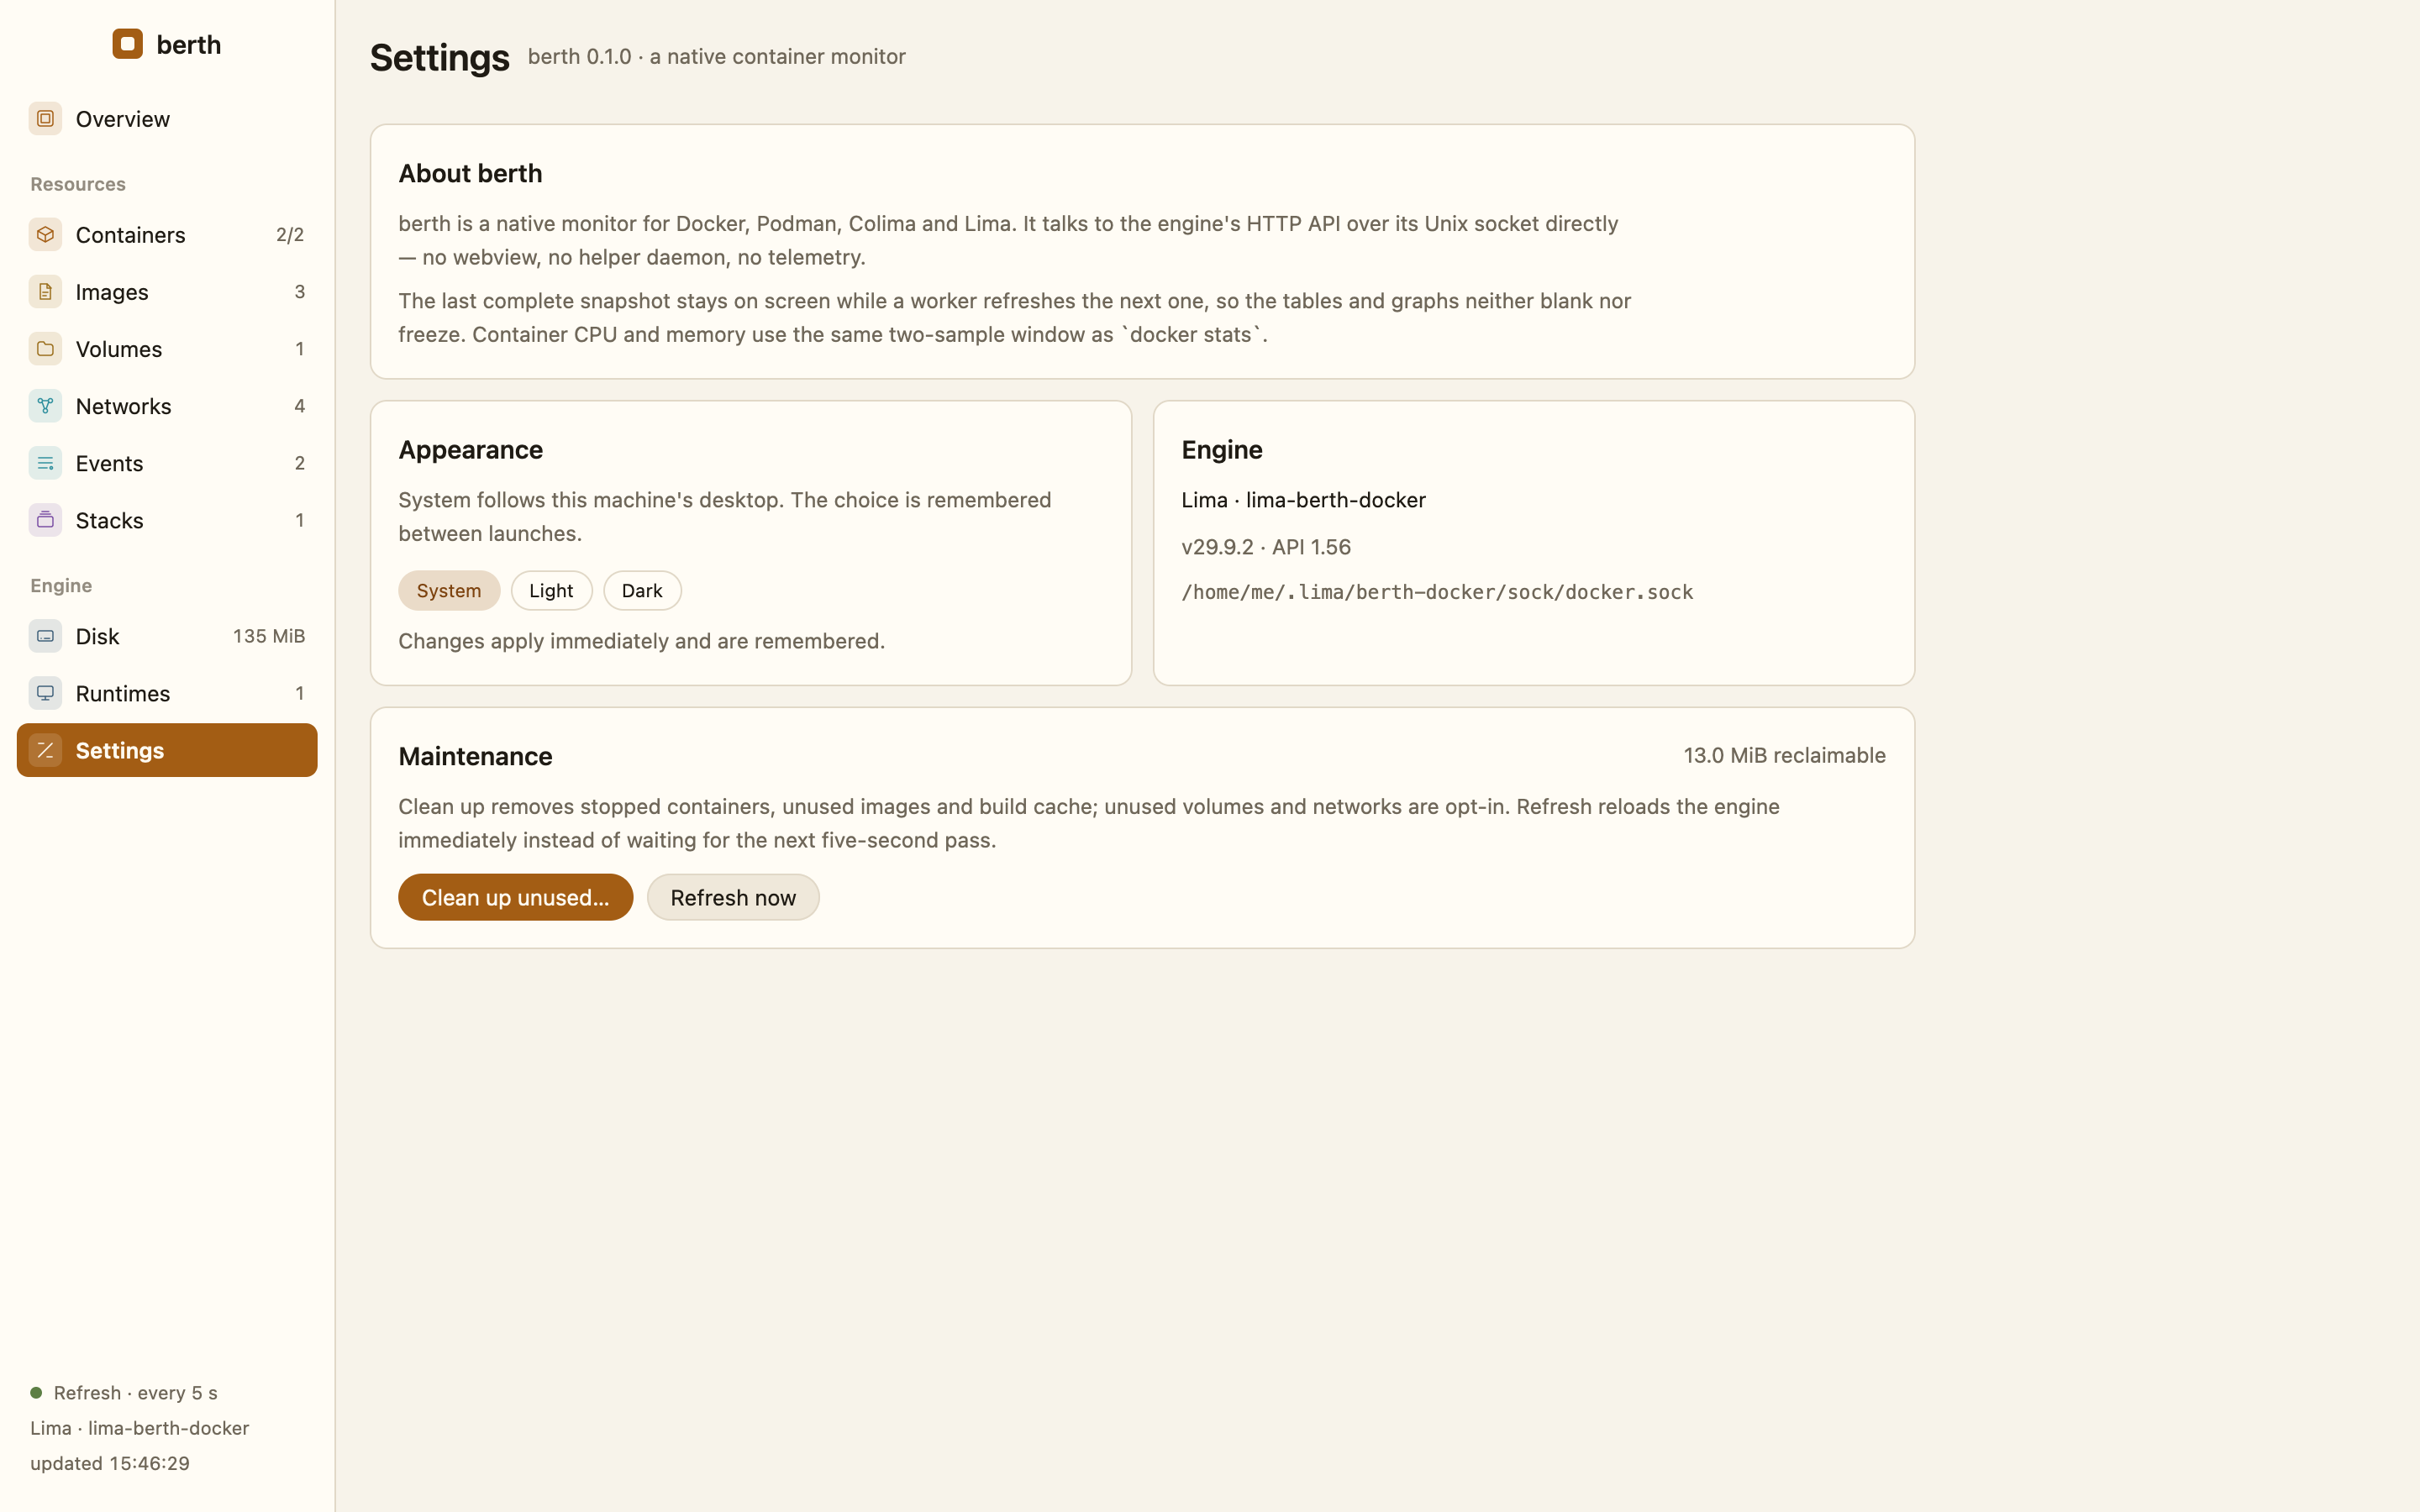 berth
Overview
Resources
Containers 2/2
Images 3
Volumes 1
Networks 4
Events 2
Stacks 1
Engine
Disk 135 MiB
Runtimes 1
Settings
Refresh · every 5 s
Lima · lima-berth-docker
updated 15:46:29
Settings berth 0.1.0 · a native container monitor
About berth
berth is a native monitor for Docker, Podman, Colima and Lima. It talks to the engine's HTTP API over its Unix socket directly
— no webview, no helper daemon, no telemetry.
The last complete snapshot stays on screen while a worker refreshes the next one, so the tables and graphs neither blank nor
freeze. Container CPU and memory use the same two-sample window as `docker stats`.
Appearance
System follows this machine's desktop. The choice is remembered
between launches.
System Light Dark
Changes apply immediately and are remembered.
Engine
Lima · lima-berth-docker
v29.9.2 · API 1.56
/home/me/.lima/berth-docker/sock/docker.sock
Maintenance 13.0 MiB reclaimable
Clean up removes stopped containers, unused images and build cache; unused volumes and networks are opt-in. Refresh reloads the engine
immediately instead of waiting for the next five-second pass.
Clean up unused... Refresh now